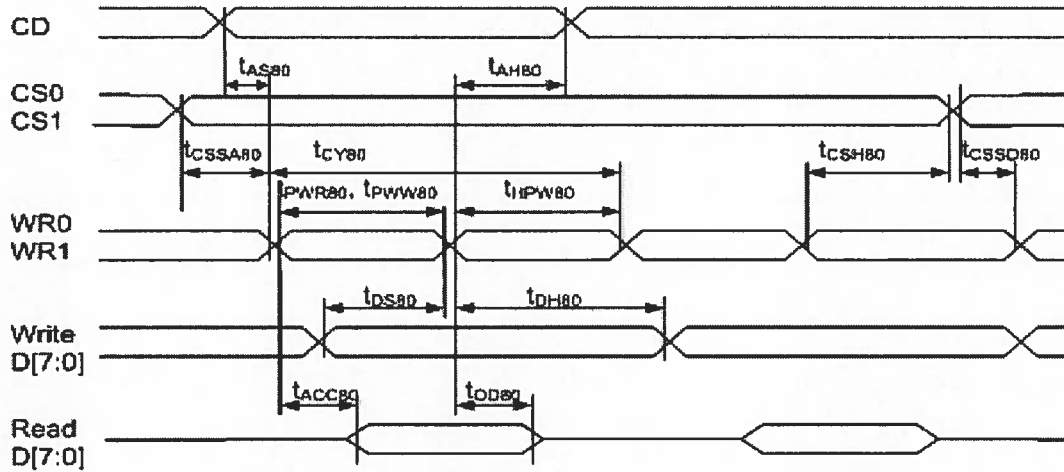 CD
tAS80 tAH80
CS0
CS1
tCSSA80 tCY80 tCSH80 tCSSD80
tPWR80, tPWW80 tHPW80
WR0
WR1
tDS80 tDH80
Write
D[7:0]
tACC80 tOD80
Read
D[7:0]